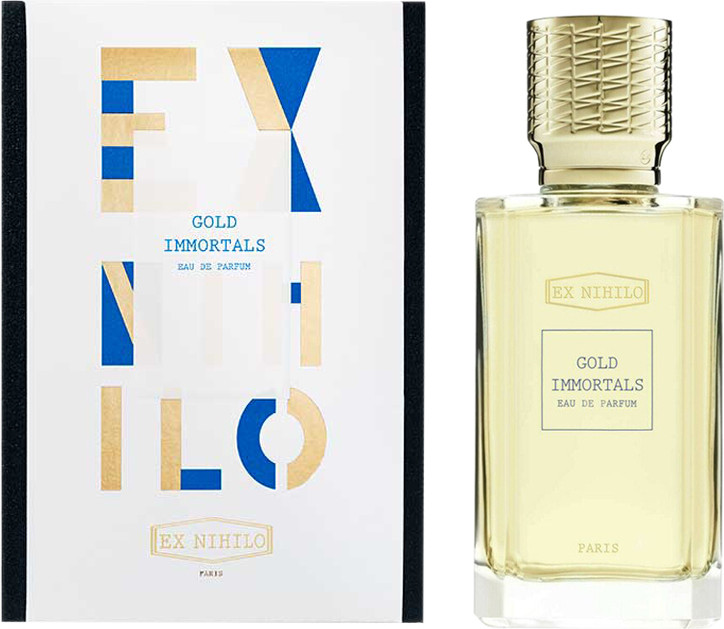 EX
NIHILO
GOLD
IMMORTALS
EAU DE PARFUM
EX NIHILO
PARIS
EX NIHILO
GOLD
IMMORTALS
EAU DE PARFUM
PARIS